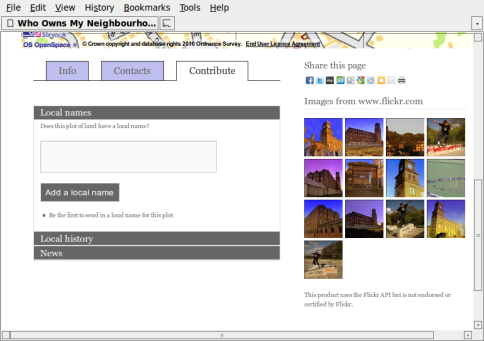 File Edit View History Bookmarks Tools Help
Who Owns My Neighbourho...
OS OpenSpace © Crown copyright and database rights 2010 Ordnance Survey. End User Licence Agreement
Info Contacts Contribute
Share this page
Images from www.flickr.com
Local names
Does this plot of land have a local name?
Add a local name
Be the first to send in a local name for this plot
Local history
News
This product uses the Flickr API but is not endorsed or
certified by Flickr.